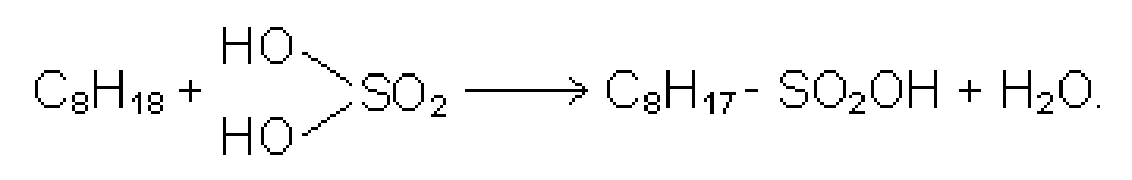 HO
C₈H₁₈ + SO₂ ⟶ C₈H₁₇- SO₂OH + H₂O.
HO